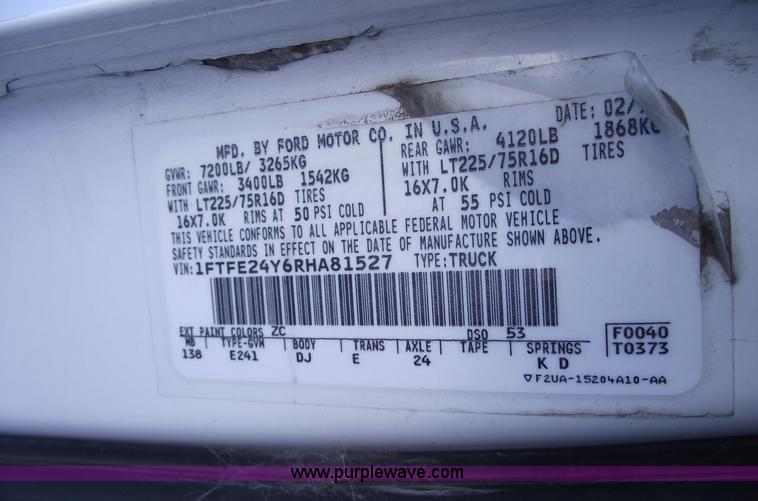 MFD. BY FORD MOTOR CO. IN U.S.A.
DATE: 02/
GVWR: 7200LB/ 3265KG
FRONT GAWR: 3400LB 1542KG
WITH LT225/75R16D TIRES
16X7.0K RIMS AT 50 PSI COLD
REAR GAWR: 4120LB 1868KG
WITH LT225/75R16D TIRES
16X7.0K RIMS
AT 55 PSI COLD
THIS VEHICLE CONFORMS TO ALL APPLICABLE FEDERAL MOTOR VEHICLE
SAFETY STANDARDS IN EFFECT ON THE DATE OF MANUFACTURE SHOWN ABOVE.
VIN: 1FTFE24Y6RHA81527 TYPE: TRUCK
EXT PAINT COLORS ZC DSO 53
WB TYPE-GVW BODY TRANS AXLE TAPE SPRINGS
138 E241 DJ E 24 K D
F0040
T0373
▽ F2UA-15204A10-AA
www.purplewave.com